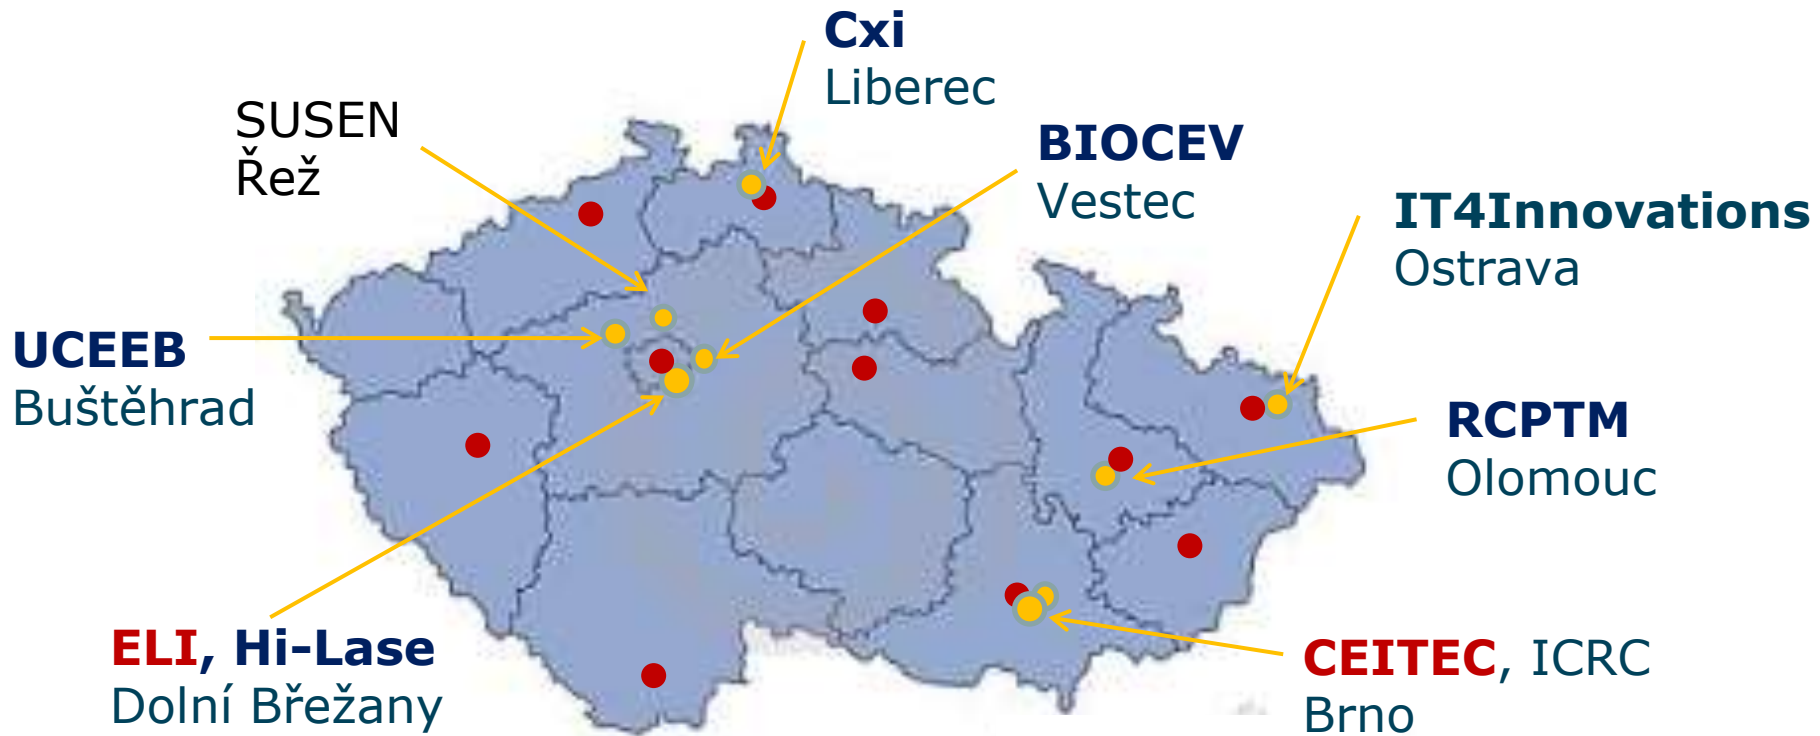 Cxi
Liberec
SUSEN
Řež
BIOCEV
Vestec
IT4Innovations
Ostrava
UCEEB
Buštěhrad
RCPTM
Olomouc
ELI, Hi-Lase
Dolní Břežany
CEITEC, ICRC
Brno